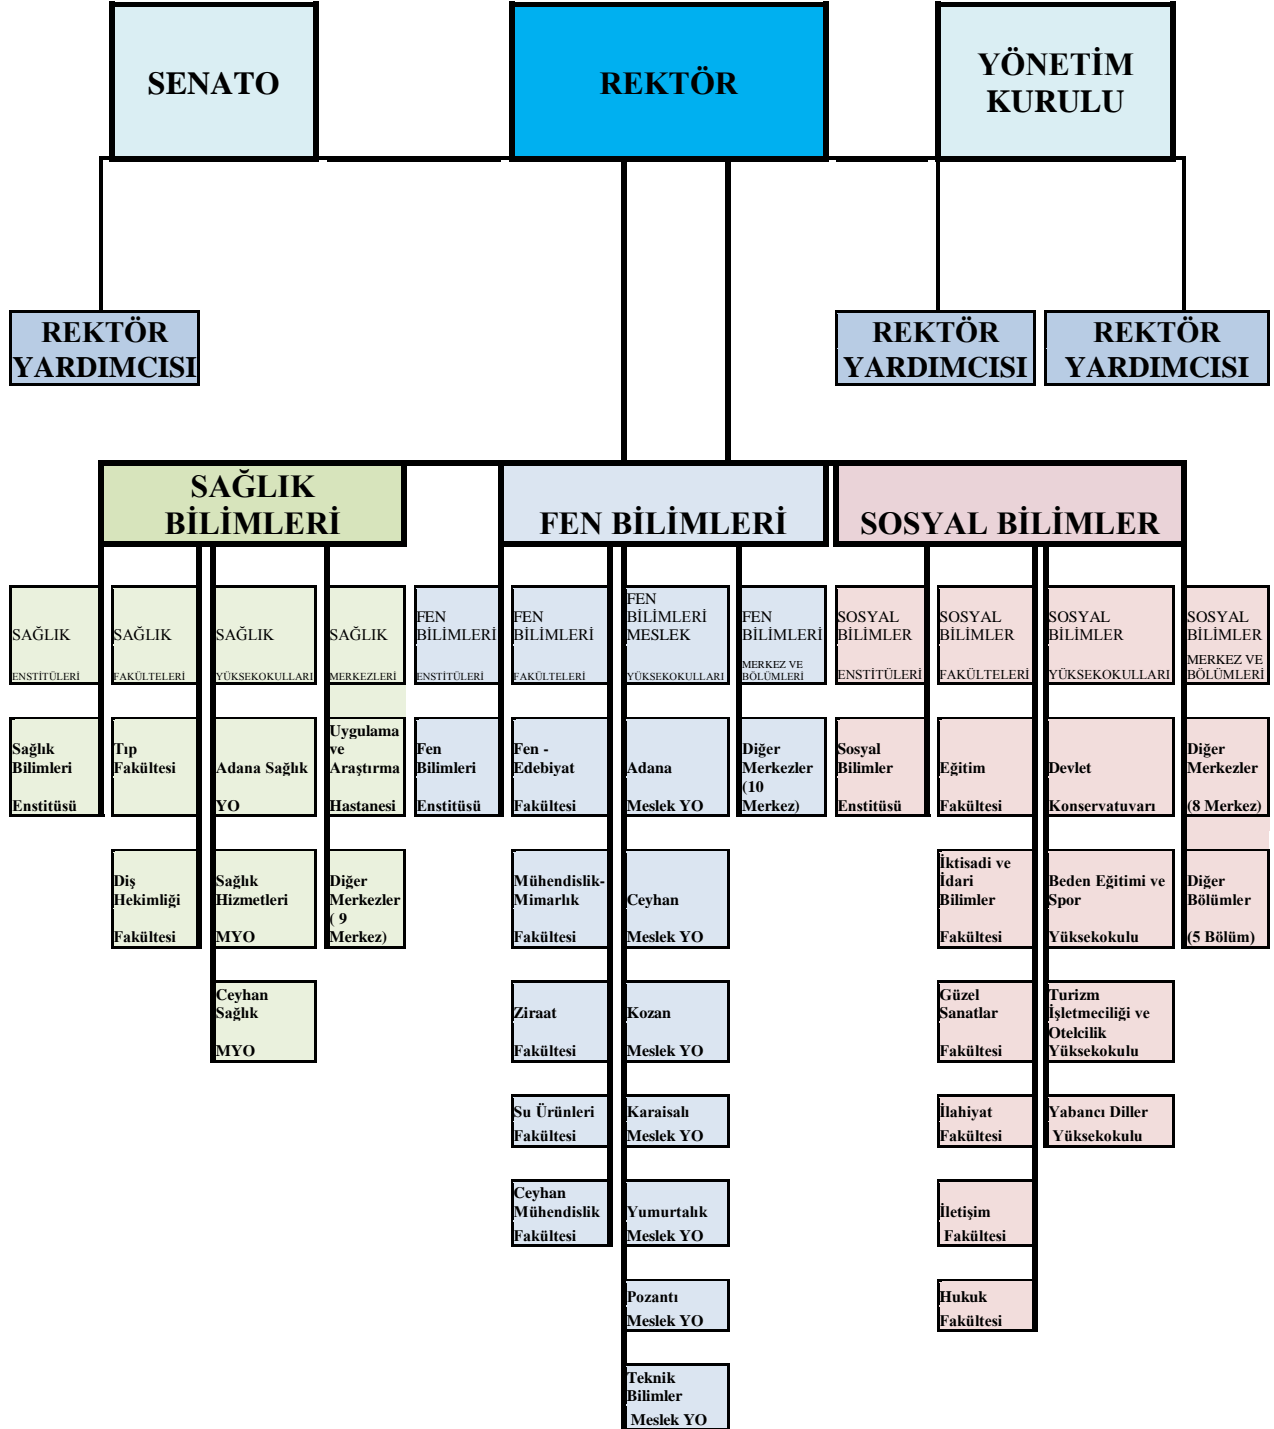 SENATO
REKTÖR
YÖNETİM
KURULU
REKTÖR
YARDIMCISI
REKTÖR
YARDIMCISI
REKTÖR
YARDIMCISI
SAĞLIK
BİLİMLERİ
FEN BİLİMLERİ
SOSYAL BİLİMLER
SAĞLIK
ENSTİTÜLERİ
SAĞLIK
FAKÜLTELERİ
SAĞLIK
YÜKSEKOKULLARI
SAĞLIK
MERKEZLERİ
FEN
BİLİMLERİ
ENSTİTÜLERİ
FEN
BİLİMLERİ
FAKÜLTELERİ
FEN
BİLİMLERİ
MESLEK
YÜKSEKOKULLARI
FEN
BİLİMLERİ
MERKEZ VE
BÖLÜMLERİ
SOSYAL
BİLİMLER
ENSTİTÜLERİ
SOSYAL
BİLİMLER
FAKÜLTELERİ
SOSYAL
BİLİMLER
YÜKSEKOKULLARI
SOSYAL
BİLİMLER
MERKEZ VE
BÖLÜMLERİ
Sağlık
Bilimleri
Enstitüsü
Tıp
Fakültesi
Adana Sağlık
YO
Uygulama
ve
Araştırma
Hastanesi
Fen
Bilimleri
Enstitüsü
Fen -
Edebiyat
Fakültesi
Adana
Meslek YO
Diğer
Merkezler
(10
Merkez)
Sosyal
Bilimler
Enstitüsü
Eğitim
Fakültesi
Devlet
Konservatuvarı
Diğer
Merkezler
(8 Merkez)
Diş
Hekimliği
Fakültesi
Sağlık
Hizmetleri
MYO
Diğer
Merkezler
( 9
Merkez)
Mühendislik-
Mimarlık
Fakültesi
Ceyhan
Meslek YO
İktisadi ve
İdari
Bilimler
Fakültesi
Beden Eğitimi ve
Spor
Yüksekokulu
Diğer
Bölümler
(5 Bölüm)
Ceyhan
Sağlık
MYO
Ziraat
Fakültesi
Kozan
Meslek YO
Güzel
Sanatlar
Fakültesi
Turizm
İşletmeciliği ve
Otelcilik
Yüksekokulu
Su Ürünleri
Fakültesi
Karaisalı
Meslek YO
İlahiyat
Fakültesi
Yabancı Diller
Yüksekokulu
Ceyhan
Mühendislik
Fakültesi
Yumurtalık
Meslek YO
İletişim
Fakültesi
Pozantı
Meslek YO
Hukuk
Fakültesi
Teknik
Bilimler
Meslek YO